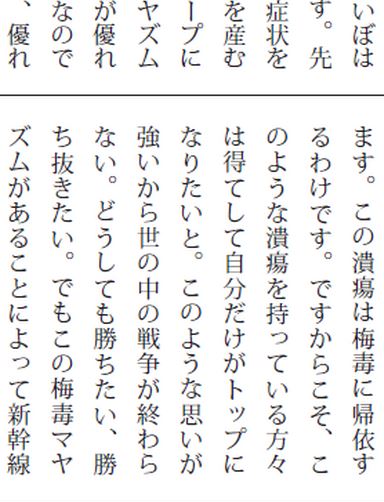 いぼは
す。先
症状を
を産む
ープに
ヤズム
が優れ
なので
、優れ
ます。この潰瘍は梅毒に帰依す
るわけです。ですからこそ、こ
のような潰瘍を持っている方々
は得てして自分だけがトップに
なりたいと。このような思いが
強いから世の中の戦争が終わら
ない。どうしても勝ちたい、勝
ち抜きたい。でもこの梅毒マヤ
ズムがあることによって新幹線